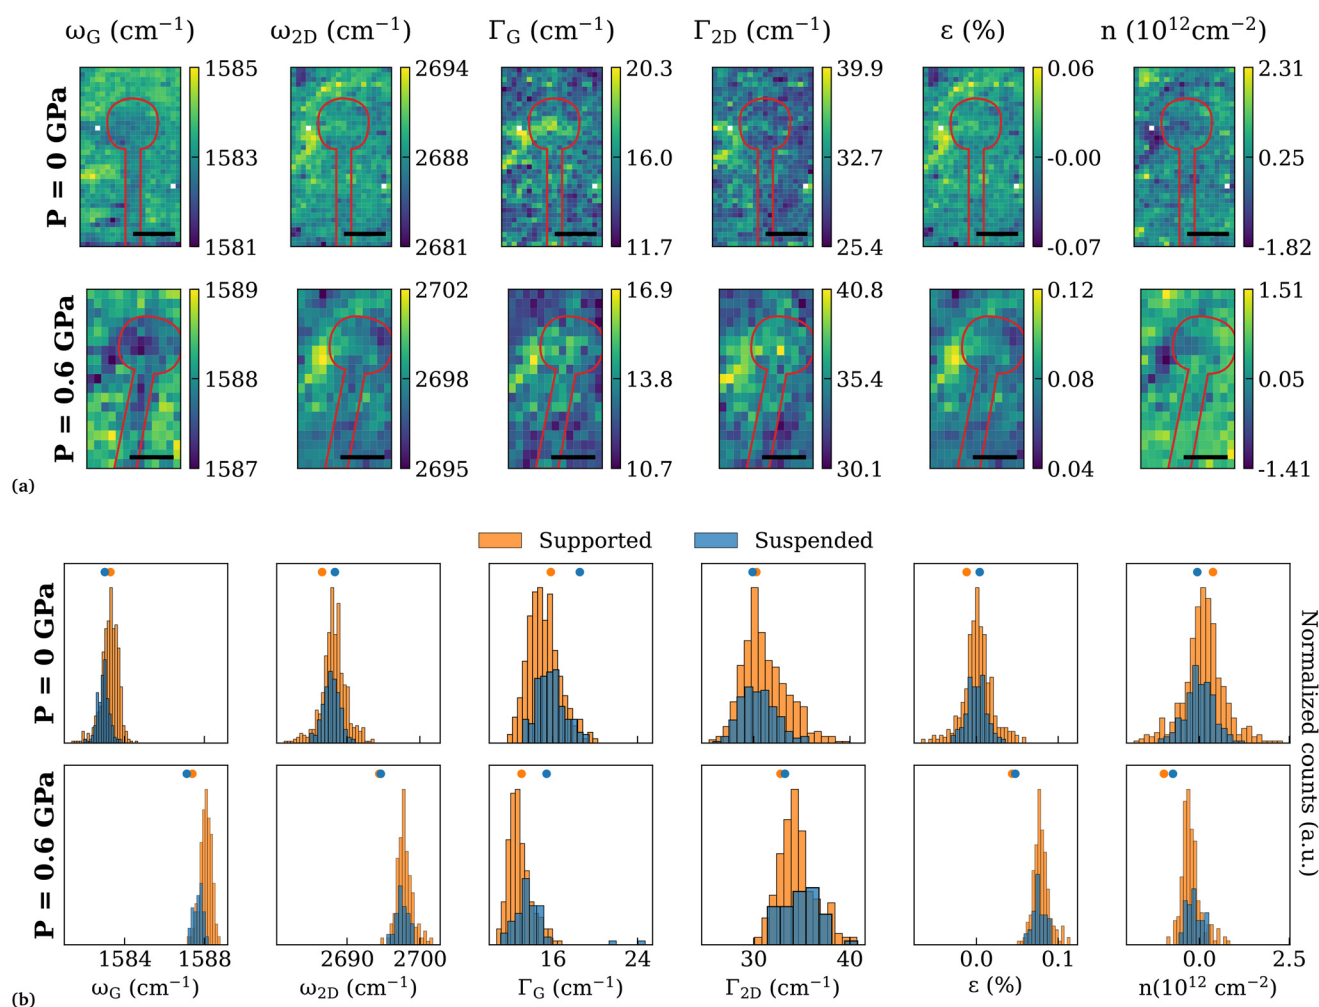 ω_G (cm⁻¹) ω_2D (cm⁻¹) Γ_G (cm⁻¹) Γ_2D (cm⁻¹) ε (%) n (10¹²cm⁻²)
P = 0 GPa
1585 2694 20.3 39.9 0.06 2.31
1583 2688 16.0 32.7 -0.00 0.25
1581 2681 11.7 25.4 -0.07 -1.82
P = 0.6 GPa
1589 2702 16.9 40.8 0.12 1.51
1588 2698 13.8 35.4 0.08 0.05
1587 2695 10.7 30.1 0.04 -1.41
(a)
Supported Suspended
P = 0 GPa
P = 0.6 GPa
Normalized counts (a.u.)
1584 1588 2690 2700 16 24 30 40 0.0 0.1 0.0 2.5
ω_G (cm⁻¹) ω_2D (cm⁻¹) Γ_G (cm⁻¹) Γ_2D (cm⁻¹) ε (%) n(10¹² cm⁻²)
(b)